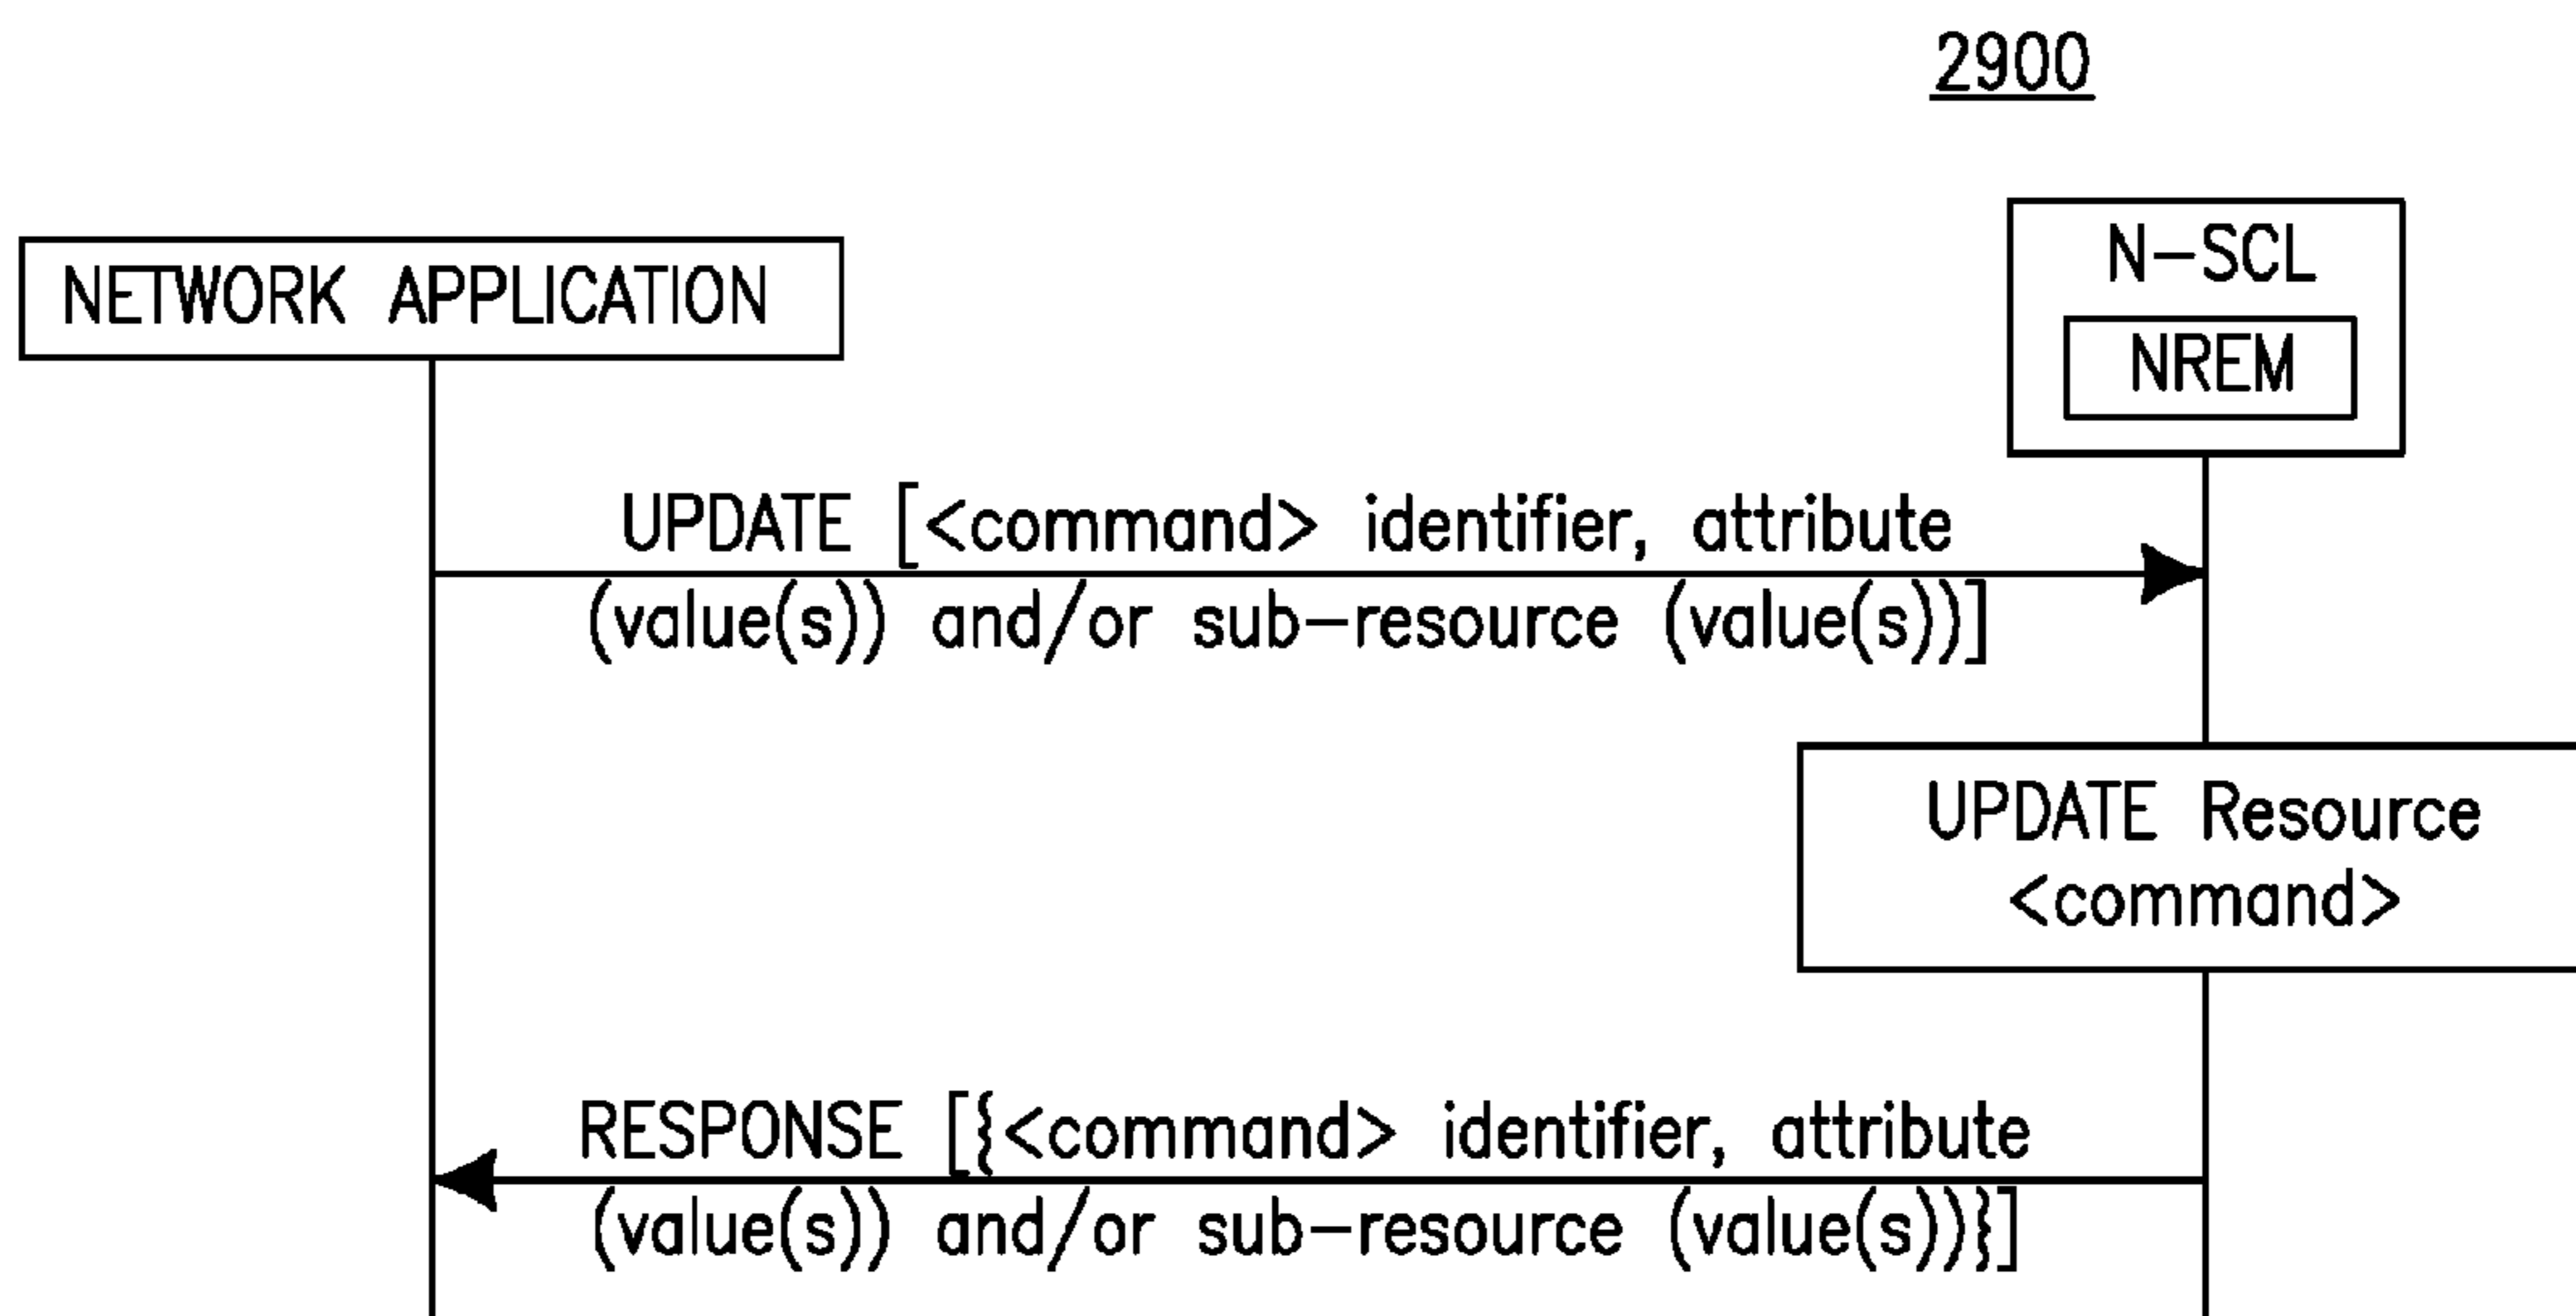 2900
NETWORK APPLICATION
N-SCL
NREM
UPDATE [<command> identifier, attribute
(value(s)) and/or sub-resource (value(s))]
UPDATE Resource
<command>
RESPONSE [{<command> identifier, attribute
(value(s)) and/or sub-resource (value(s))}]